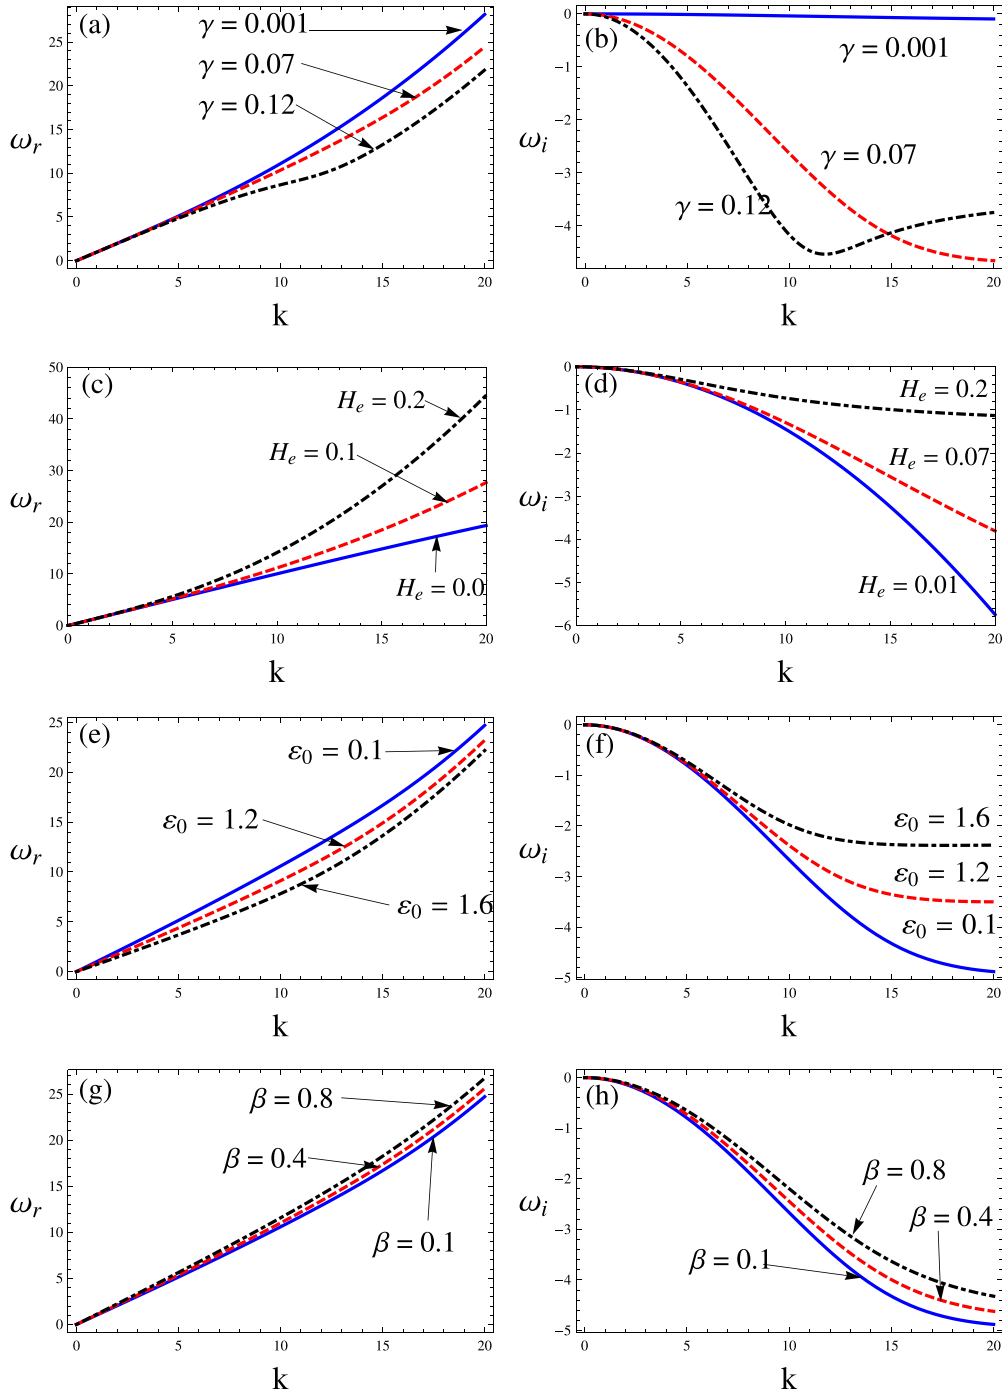 (a)
γ = 0.001
γ = 0.07
γ = 0.12
ω_r
25
20
15
10
5
0
0 5 10 15 20
k
(b)
γ = 0.001
γ = 0.07
γ = 0.12
ω_i
0
−1
−2
−3
−4
0 5 10 15 20
k
(c)
H_e = 0.2
H_e = 0.1
H_e = 0.0
ω_r
50
40
30
20
10
0
0 5 10 15 20
k
(d)
H_e = 0.2
H_e = 0.07
H_e = 0.01
ω_i
0
−1
−2
−3
−4
−5
−6
0 5 10 15 20
k
(e)
ε_0 = 0.1
ε_0 = 1.2
ε_0 = 1.6
ω_r
25
20
15
10
5
0
0 5 10 15 20
k
(f)
ε_0 = 1.6
ε_0 = 1.2
ε_0 = 0.1
ω_i
0
−1
−2
−3
−4
−5
0 5 10 15 20
k
(g)
β = 0.8
β = 0.4
β = 0.1
ω_r
25
20
15
10
5
0
0 5 10 15 20
k
(h)
β = 0.8
β = 0.4
β = 0.1
ω_i
0
−1
−2
−3
−4
−5
0 5 10 15 20
k